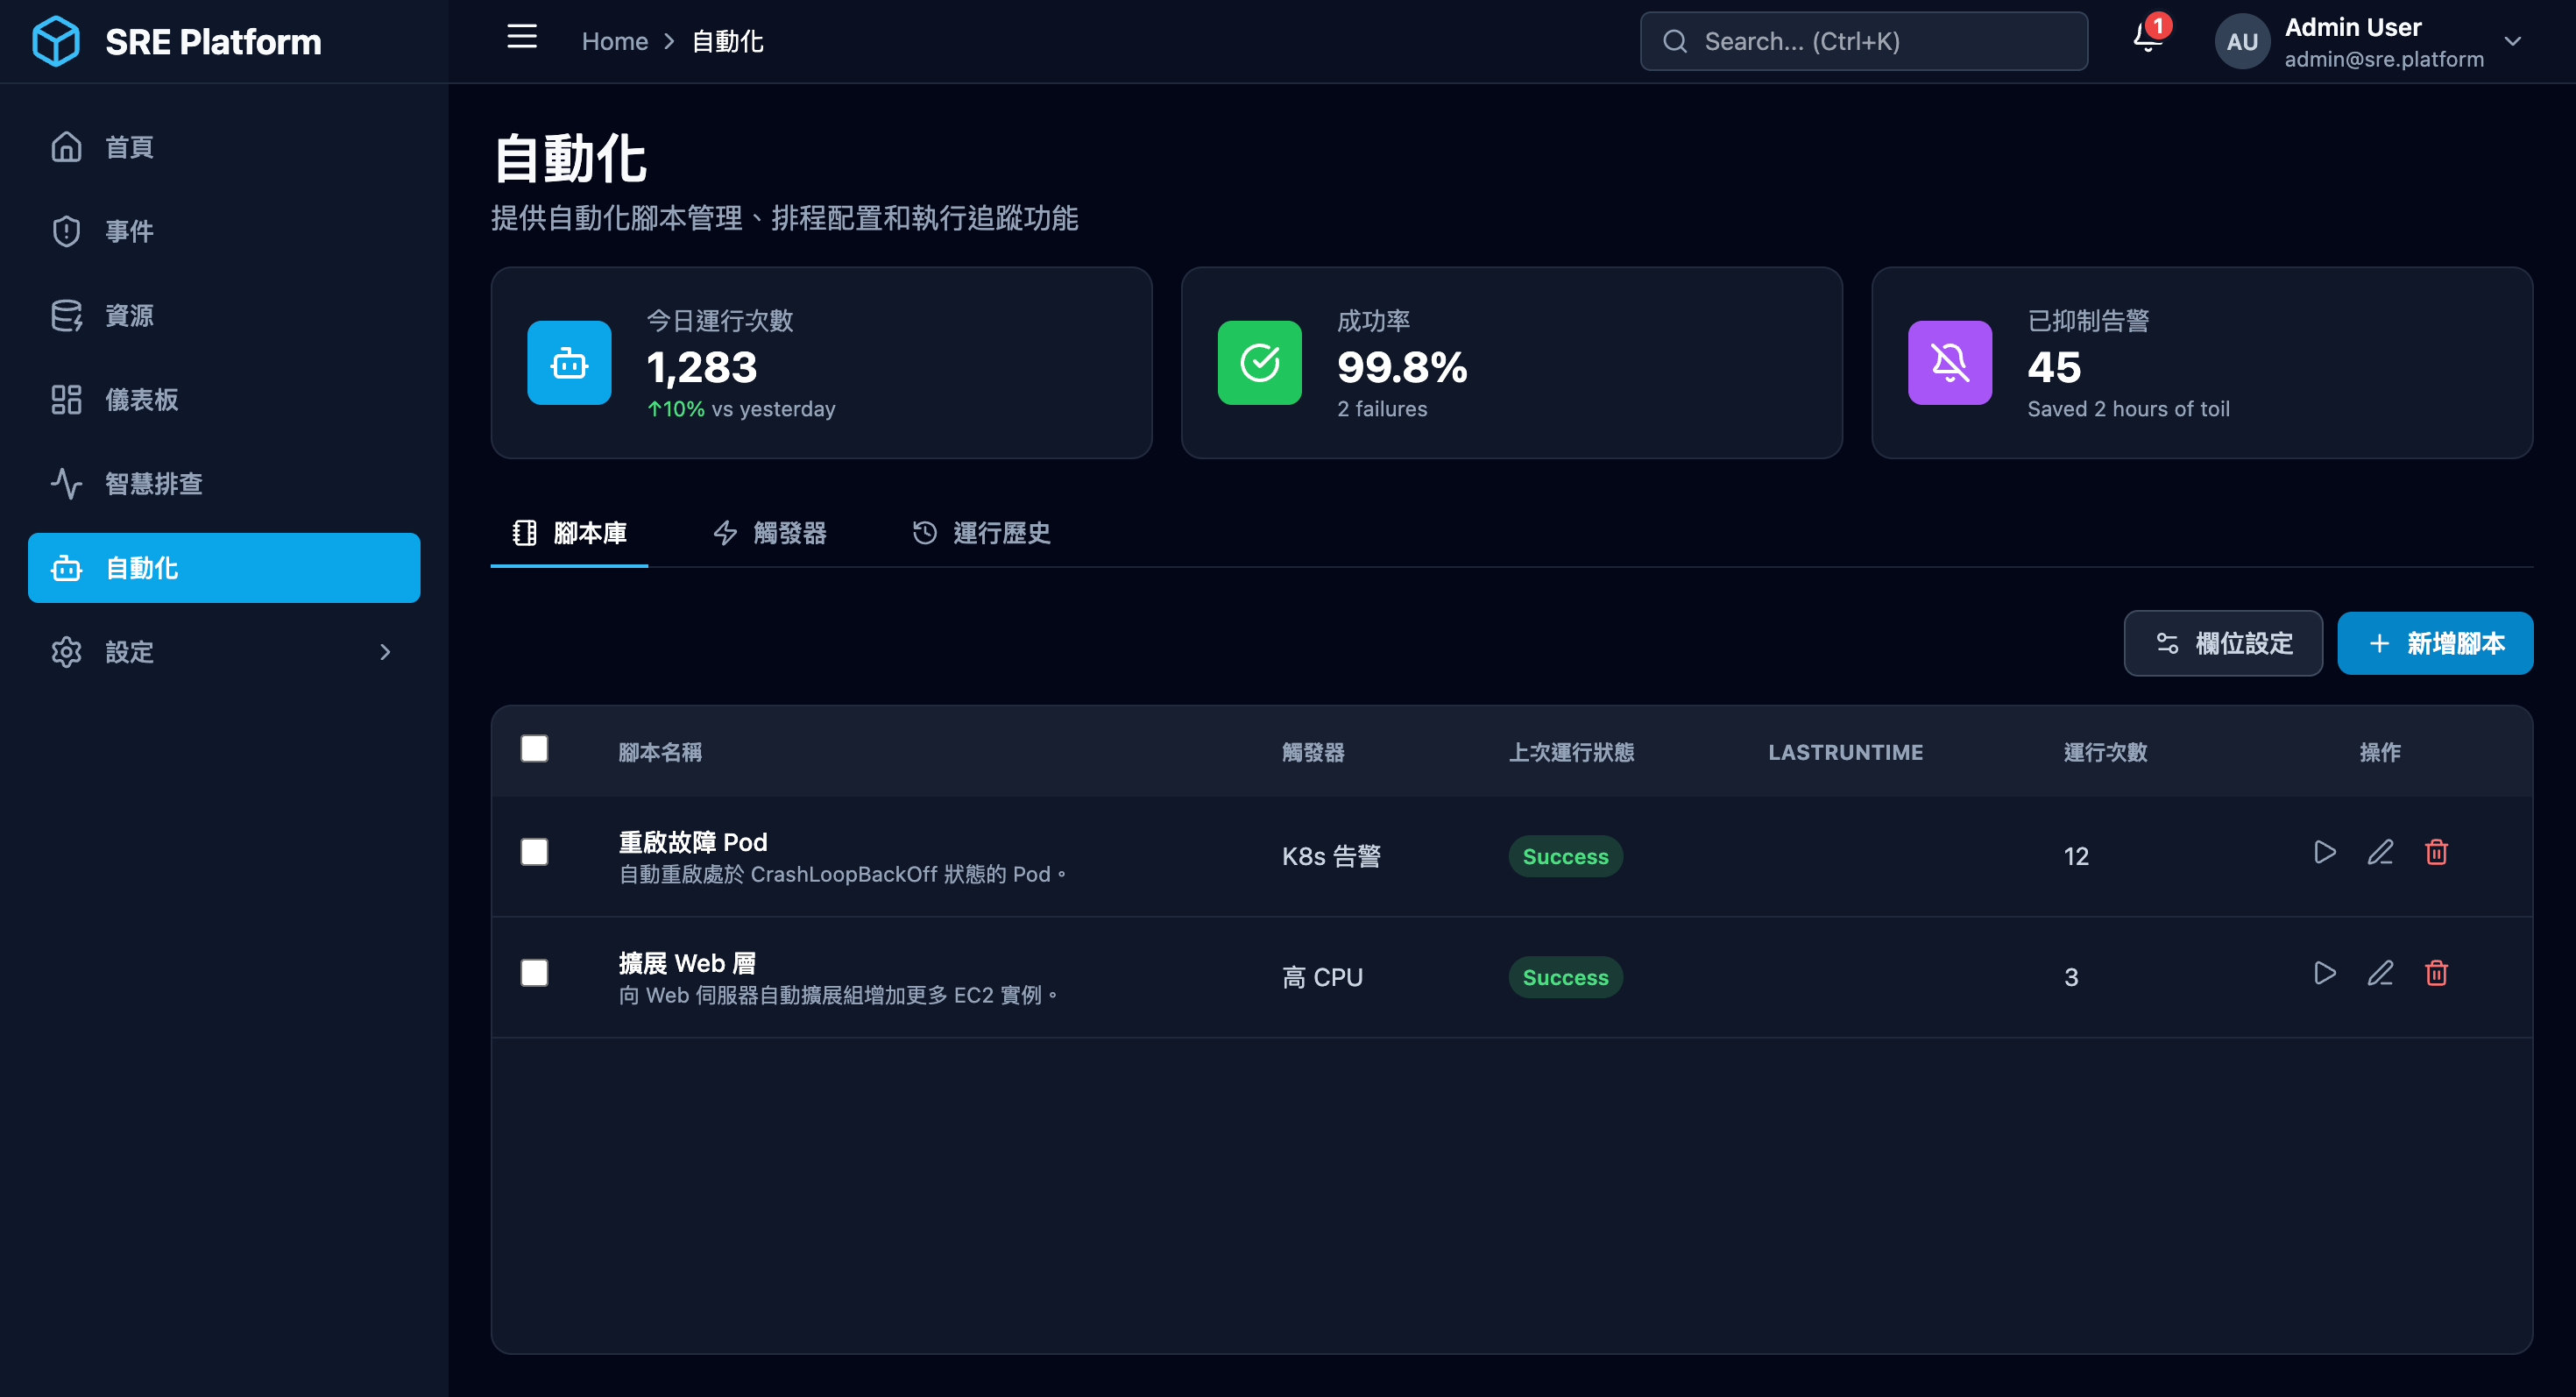 SRE Platform
Home > 自動化
Search... (Ctrl+K)
1
AU
Admin User
admin@sre.platform
首頁
事件
資源
儀表板
智慧排查
自動化
設定
自動化
提供自動化腳本管理、排程配置和執行追蹤功能
今日運行次數
1,283
↑10% vs yesterday
成功率
99.8%
2 failures
已抑制告警
45
Saved 2 hours of toil
腳本庫 觸發器 運行歷史
欄位設定 + 新增腳本
腳本名稱 觸發器 上次運行狀態 LASTRUNTIME 運行次數 操作
重啟故障 Pod
自動重啟處於 CrashLoopBackOff 狀態的 Pod。
K8s 告警 Success 12
擴展 Web 層
向 Web 伺服器自動擴展組增加更多 EC2 實例。
高 CPU Success 3